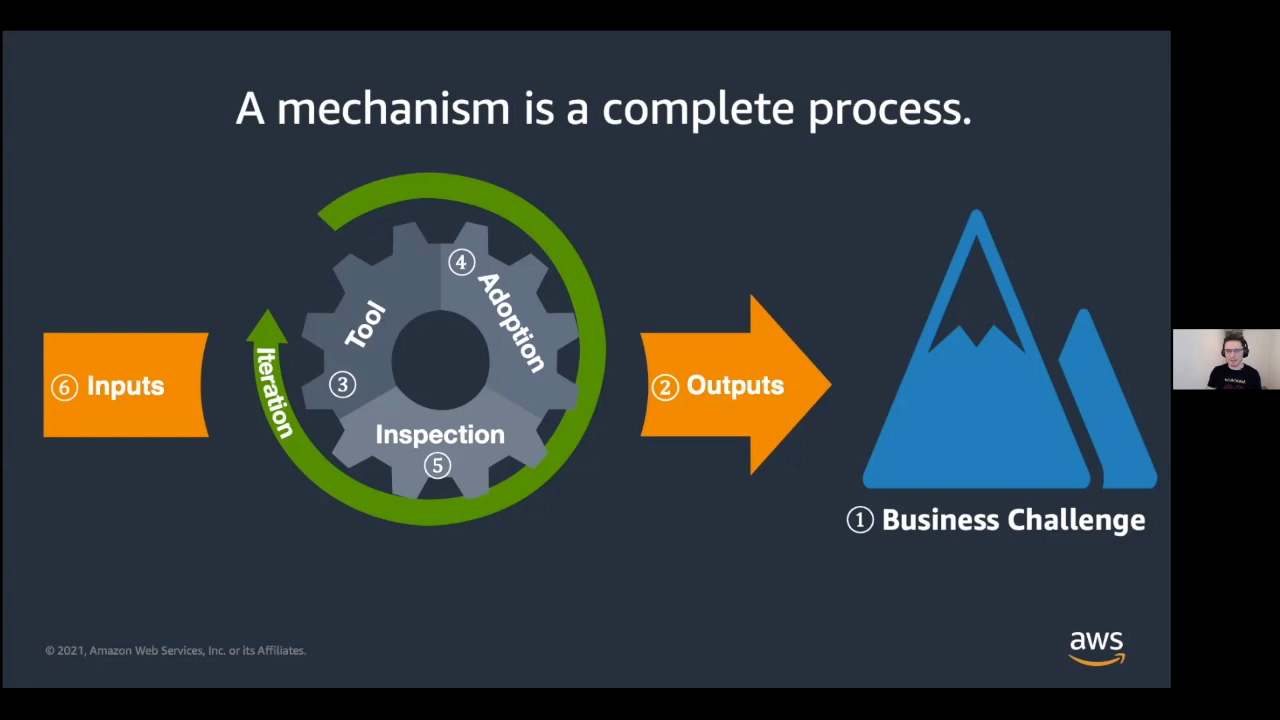 A mechanism is a complete process.
⑥ Inputs
Iteration
Tool
③
④ Adoption
Inspection
⑤
② Outputs
① Business Challenge
© 2021, Amazon Web Services, Inc. or its Affiliates.
aws